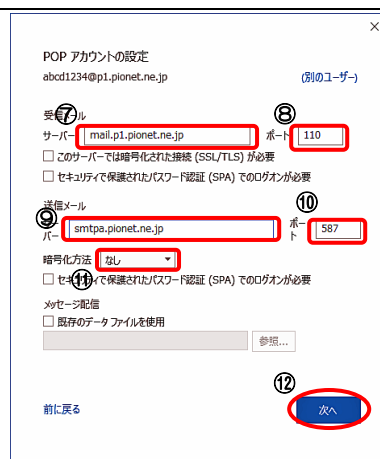 ×
POP アカウントの設定
abcd1234@p1.pionet.ne.jp (別のユーザー)
受信メール
⑦ ⑧
サーバー mail.p1.pionet.ne.jp ポート 110
このサーバーでは暗号化された接続 (SSL/TLS) が必要
セキュリティで保護されたパスワード認証 (SPA) でのログオンが必要
送信メール
⑨ ⑩
サーバー smtpa.pionet.ne.jp ポート 587
暗号化方法 なし
⑪
セキュリティで保護されたパスワード認証 (SPA) でのログオンが必要
メッセージ配信
既存のデータ ファイルを使用
参照...
⑫
前に戻る 次へ